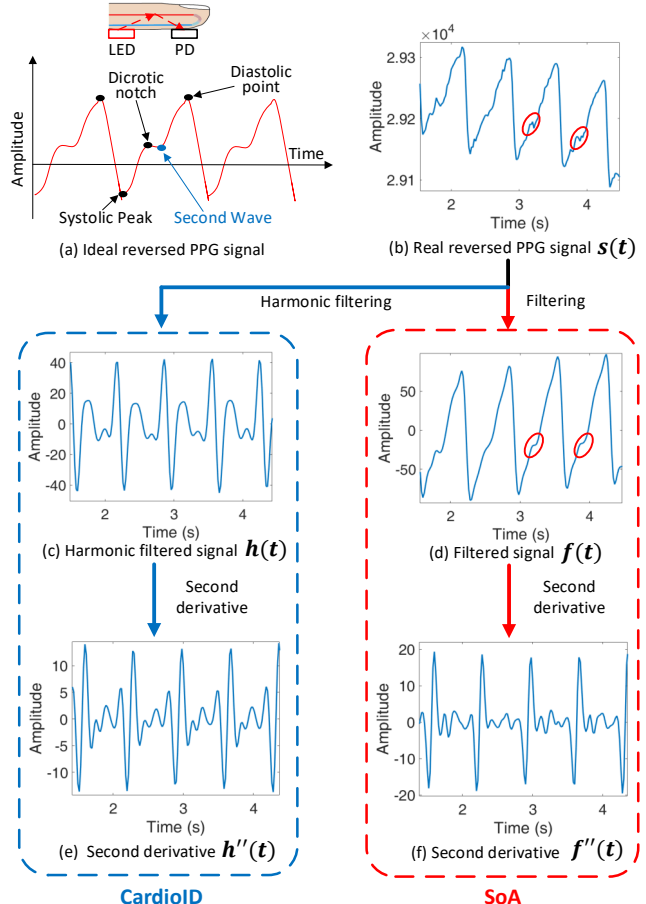 LED PD
Dicrotic
notch
Diastolic
point
Amplitude
Time
Systolic Peak
Second Wave
(a) Ideal reversed PPG signal
×10⁴
2.93
2.92
2.91
Amplitude
2 3 4
Time (s)
(b) Real reversed PPG signal s(t)
Harmonic filtering
Filtering
40
20
0
-20
-40
Amplitude
2 3 4
Time (s)
(c) Harmonic filtered signal h(t)
50
0
-50
Amplitude
2 3 4
Time (s)
(d) Filtered signal f(t)
Second
derivative
Second
derivative
10
5
0
-5
-10
Amplitude
2 3 4
Time (s)
(e) Second derivative h''(t)
20
10
0
-10
-20
Amplitude
2 3 4
Time (s)
(f) Second derivative f''(t)
CardioID
SoA